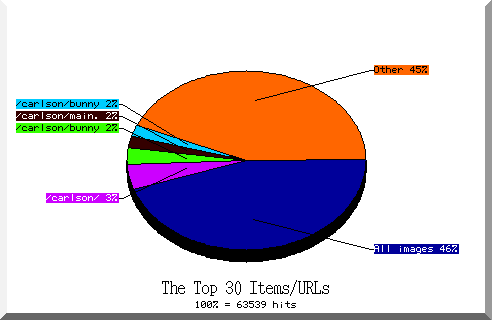 Other 45%
/carlson/bunny 2%
/carlson/main. 2%
/carlson/bunny 2%
/carlson/ 3%
All images 46%
The Top 30 Items/URLs
100% = 63539 hits